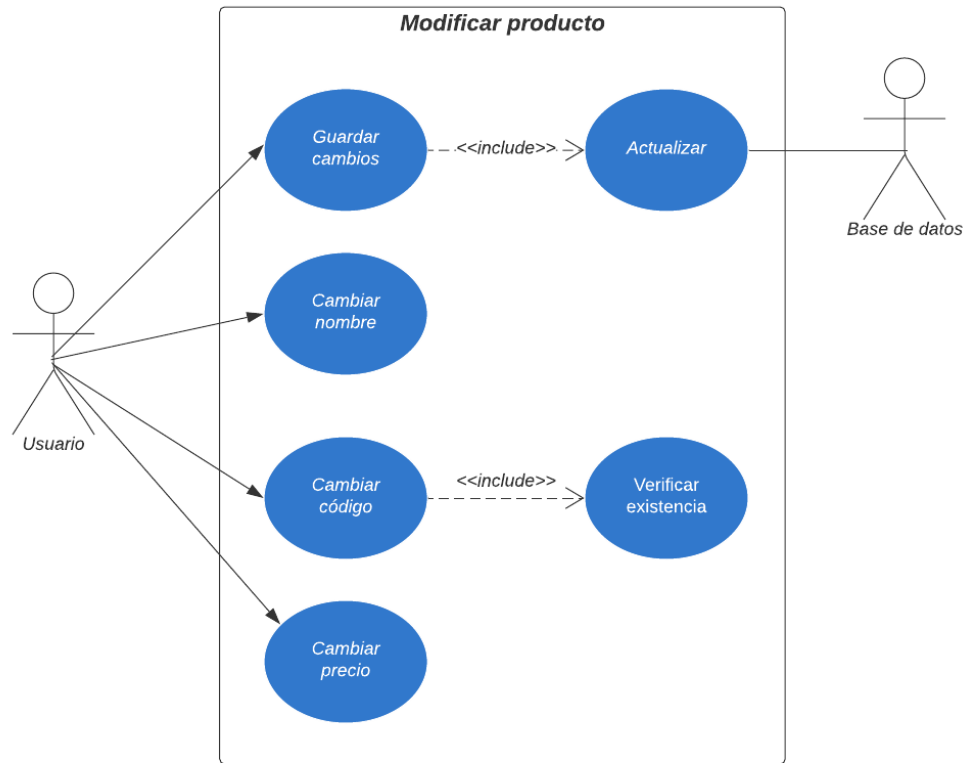 Modificar producto
Guardar
cambios
<<include>>
Actualizar
Base de datos
Cambiar
nombre
Usuario
Cambiar
código
<<include>>
Verificar
existencia
Cambiar
precio